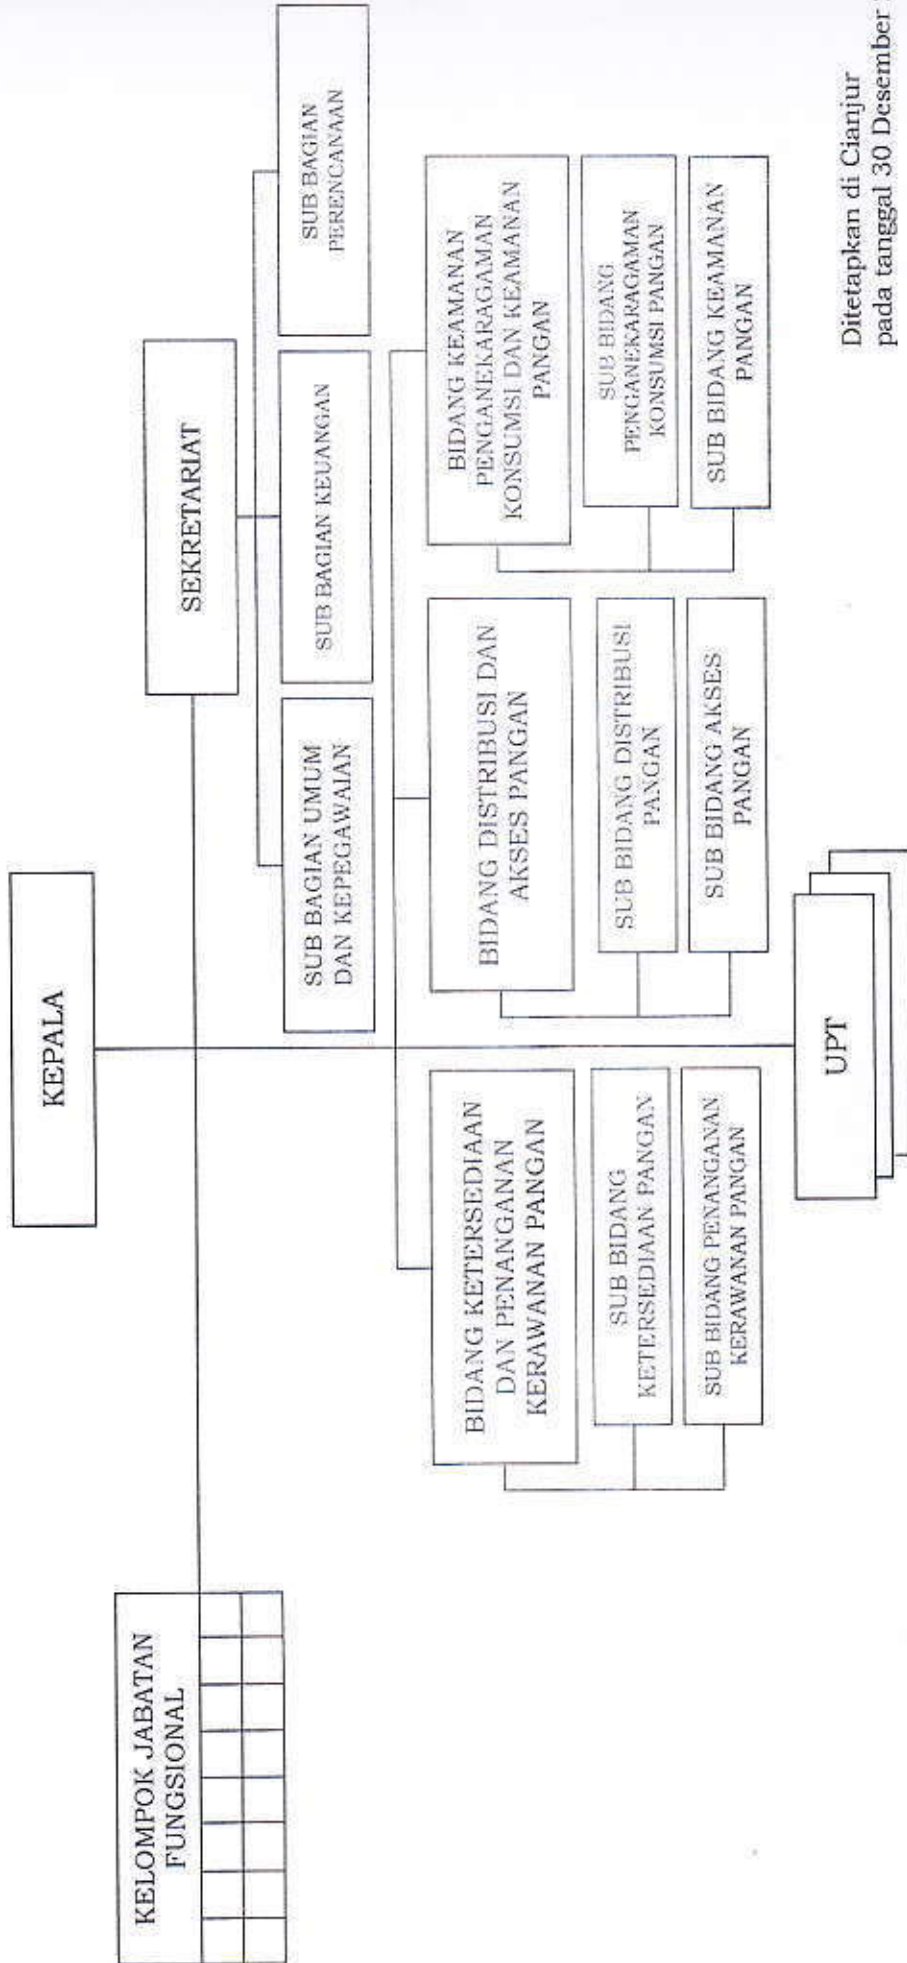 KEPALA
KELOMPOK JABATAN
FUNGSIONAL
SEKRETARIAT
SUB BAGIAN UMUM
DAN KEPEGAWAIAN
SUB BAGIAN KEUANGAN
SUB BAGIAN
PERENCANAAN
BIDANG KETERSEDIAAN
DAN PENANGANAN
KERAWANAN PANGAN
SUB BIDANG
KETERSEDIAAN PANGAN
SUB BIDANG PENANGANAN
KERAWANAN PANGAN
BIDANG DISTRIBUSI DAN
AKSES PANGAN
SUB BIDANG DISTRIBUSI
PANGAN
SUB BIDANG AKSES
PANGAN
BIDANG KEAMANAN
PENGANEKARAGAMAN
KONSUMSI DAN KEAMANAN
PANGAN
SUB BIDANG
PENGANEKARAGAMAN
KONSUMSI PANGAN
SUB BIDANG KEAMANAN
PANGAN
UPT
Ditetapkan di Cianjur
pada tanggal 30 Desember